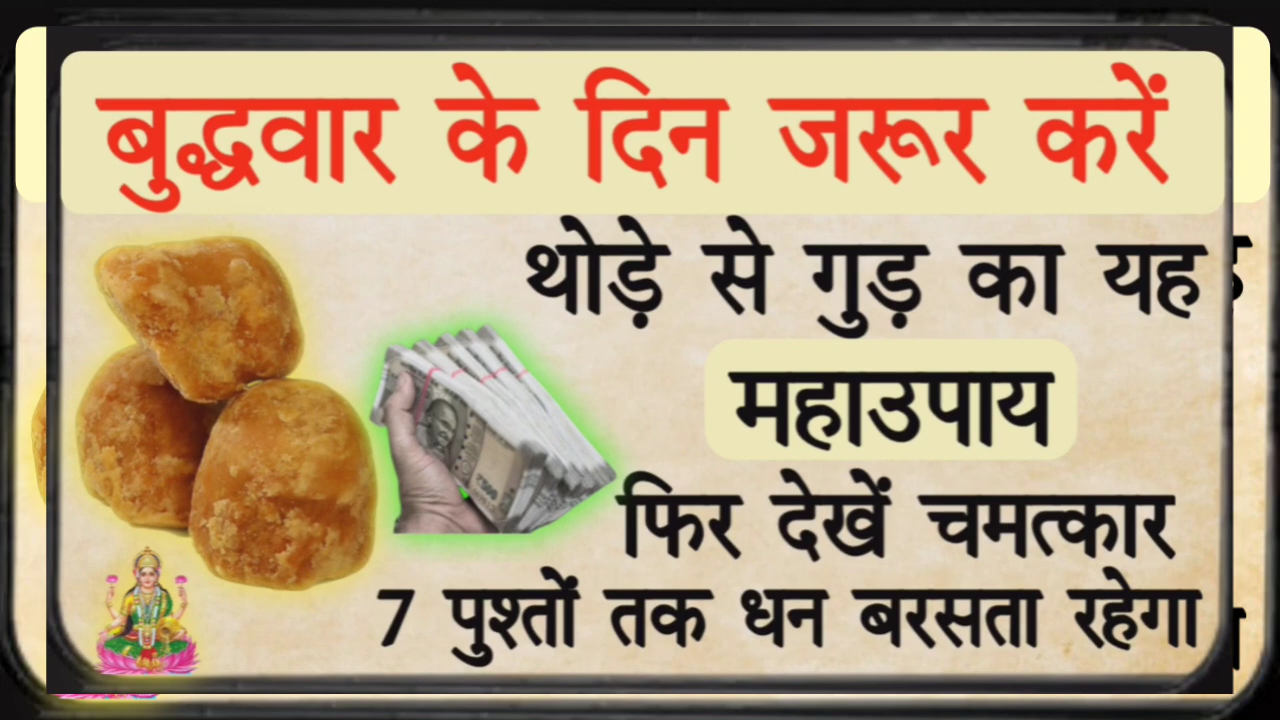 बुद्धवार के दिन जरूर करें
थोड़े से गुड़ का यह
महाउपाय
फिर देखें चमत्कार
7 पुश्तों तक धन बरसता रहेगा